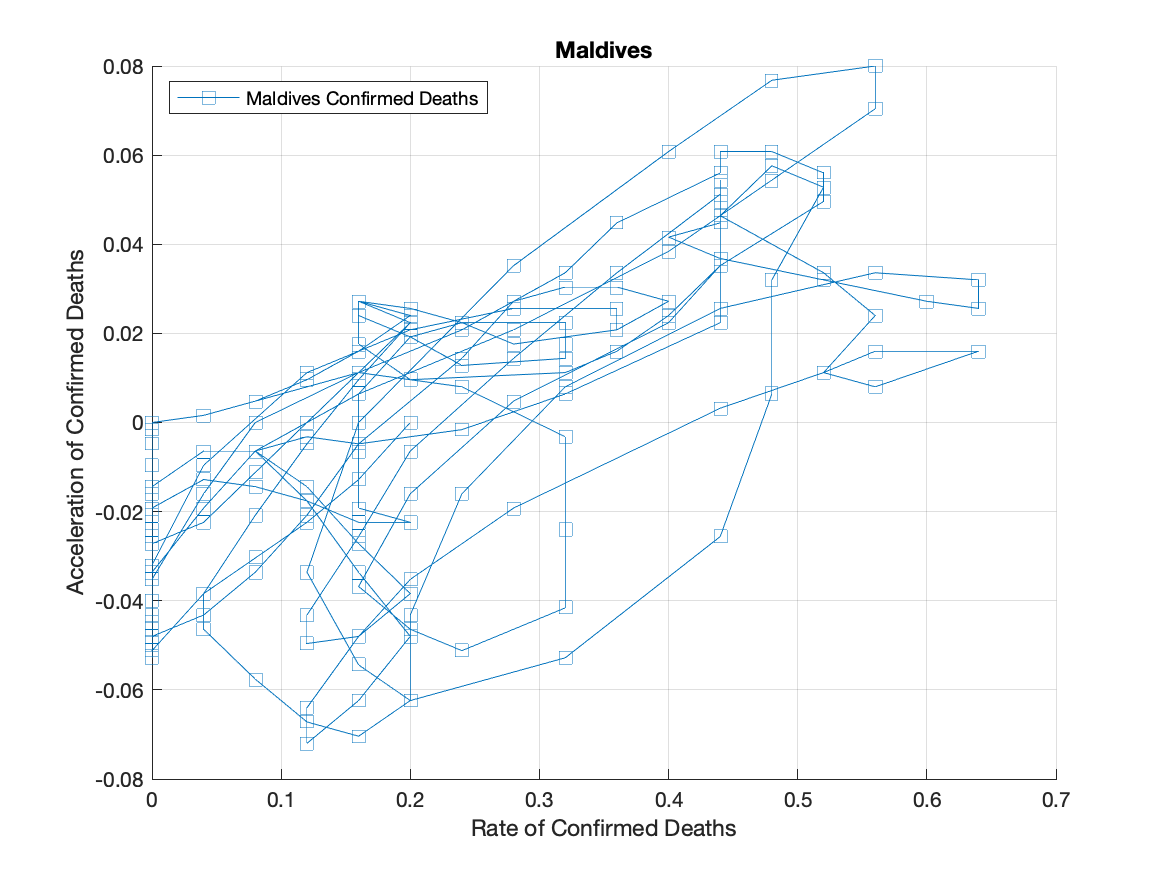 Maldives
0.08
Maldives Confirmed Deaths
0.06
0.04
0.02
0
-0.02
-0.04
-0.06
-0.08
Acceleration of Confirmed Deaths
0 0.1 0.2 0.3 0.4 0.5 0.6 0.7
Rate of Confirmed Deaths